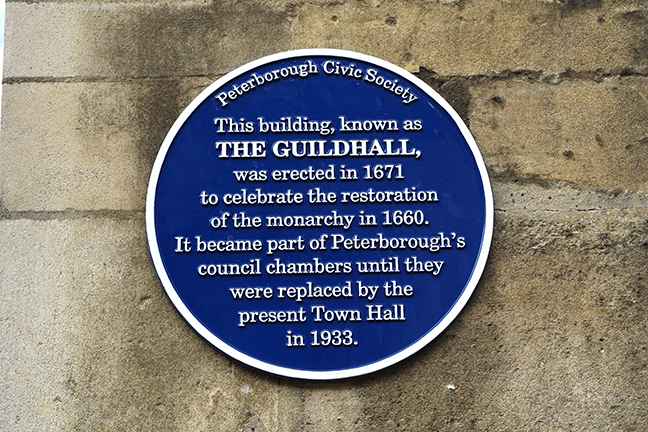 Peterborough Civic Society
This building, known as
THE GUILDHALL,
was erected in 1671
to celebrate the restoration
of the monarchy in 1660.
It became part of Peterborough's
council chambers until they
were replaced by the
present Town Hall
in 1933.